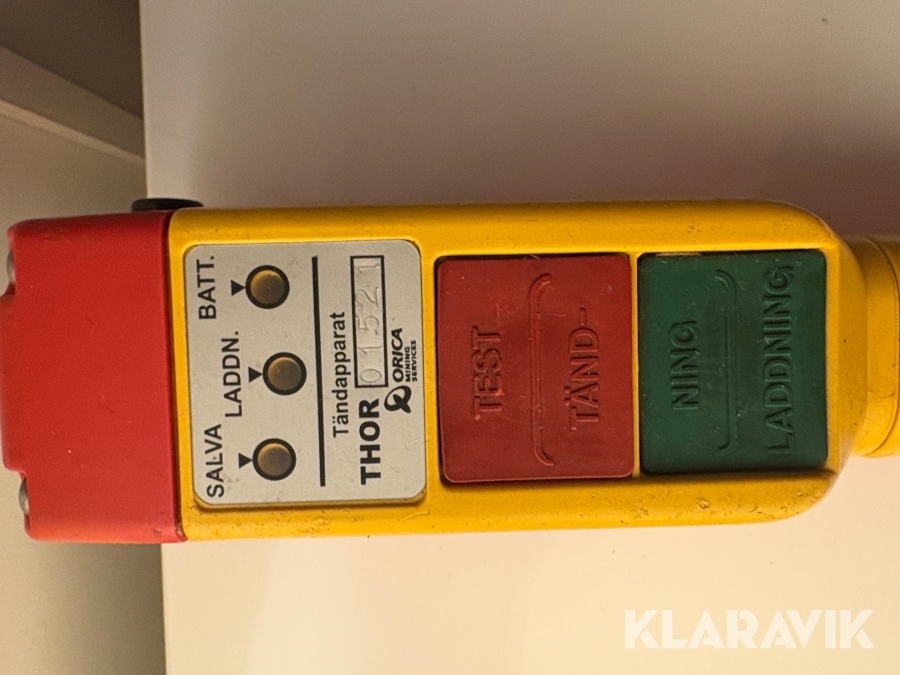 SALVA
LADDN.
BATT.
Tändapparat
THOR 01521
ORICA
MINING
SERVICES
TEST
TÄND-
NING
LADDNING
KLARAVIK